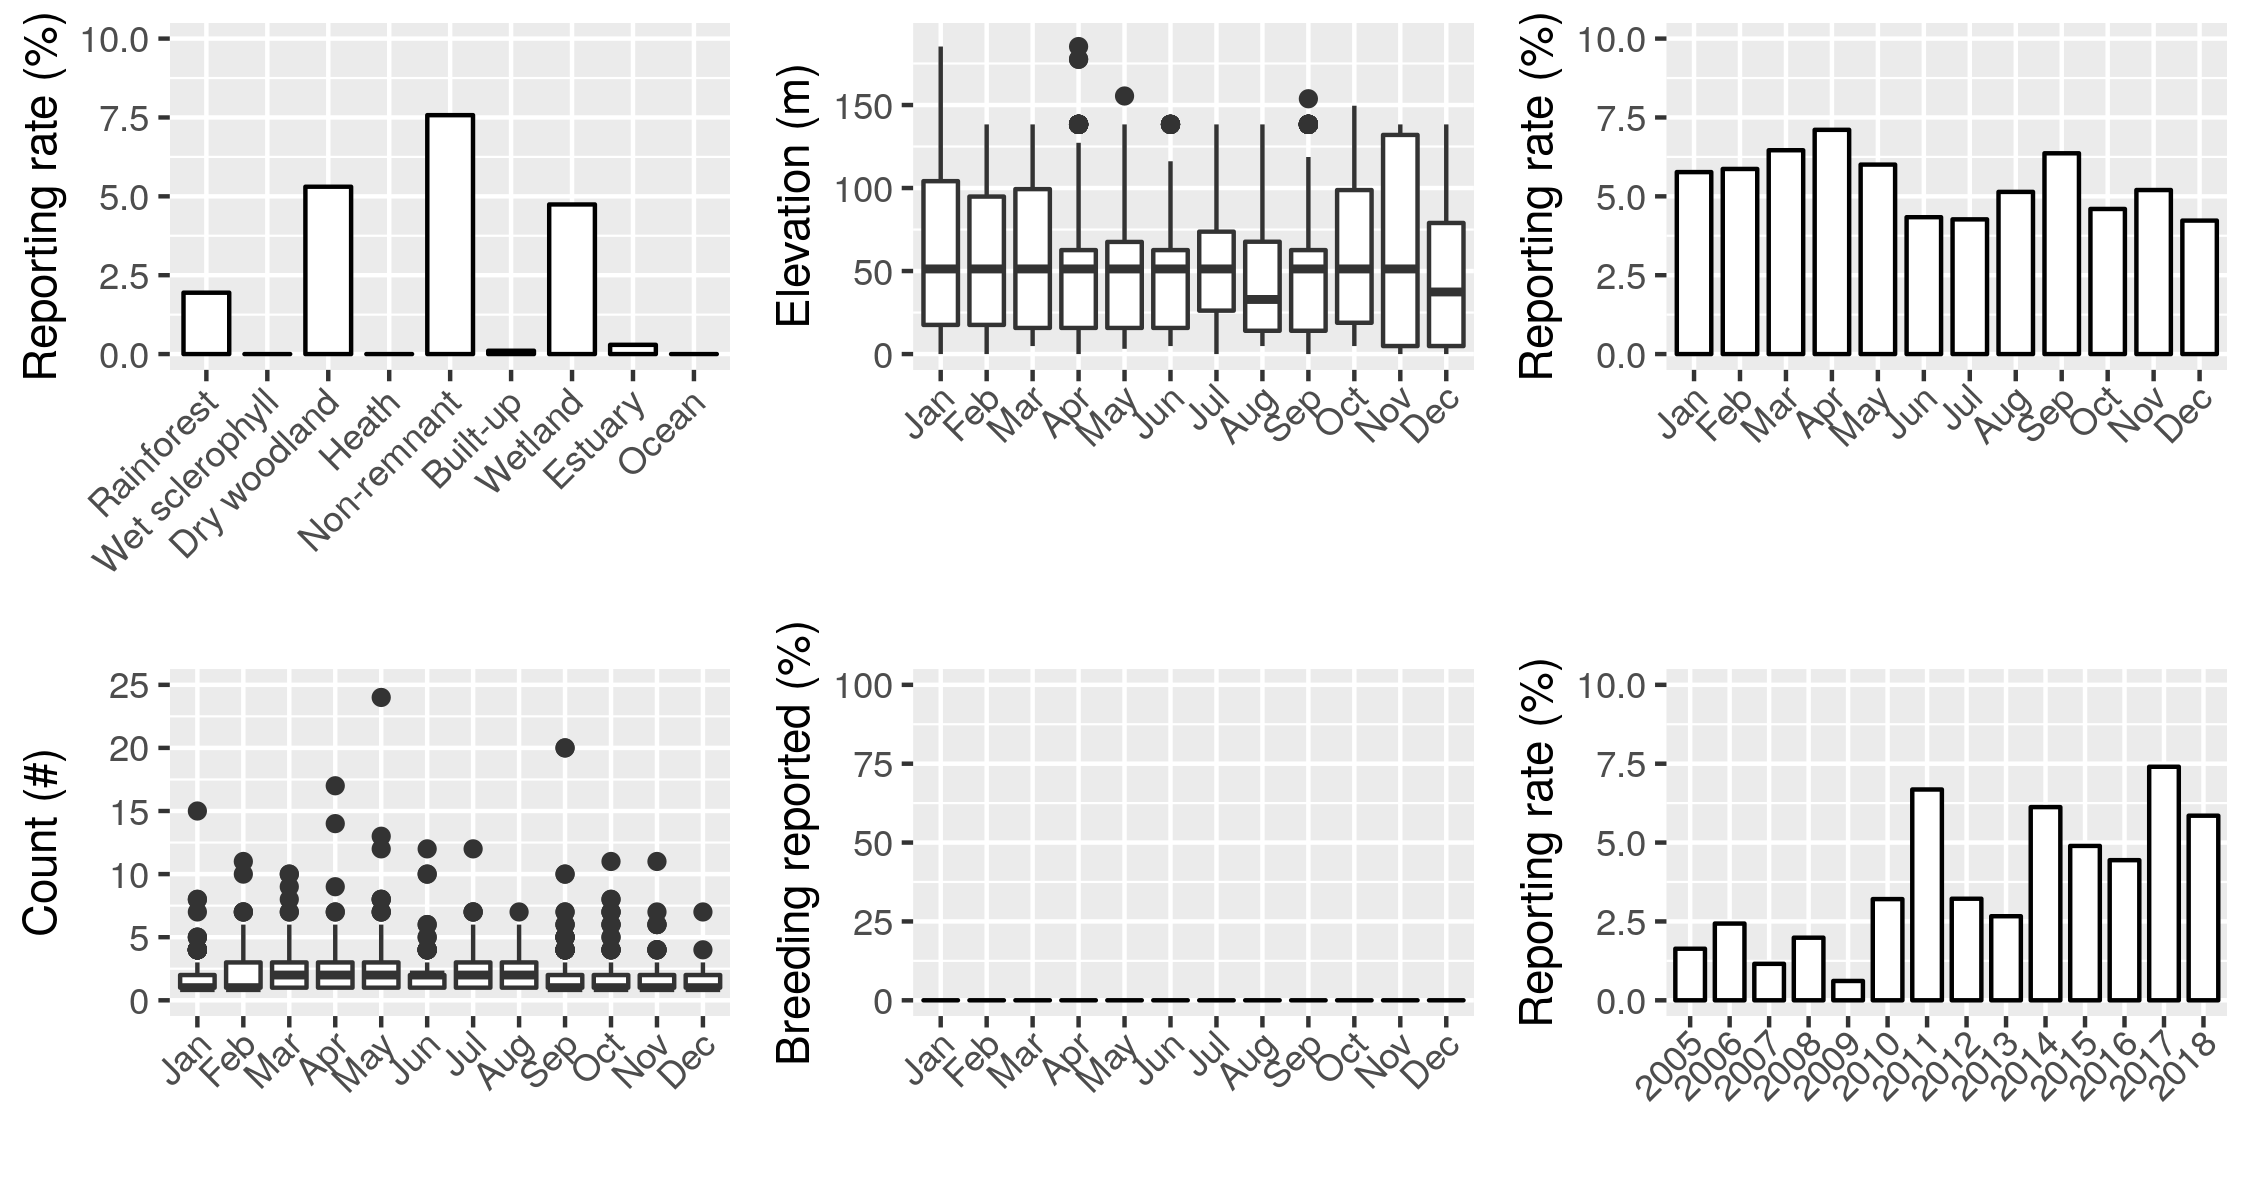 Reporting rate (%)
10.0
7.5
5.0
2.5
0.0
Rainforest
Wet sclerophyll
Dry woodland
Heath
Non-remnant
Built-up
Wetland
Estuary
Ocean
Elevation (m)
150
100
50
0
Jan
Feb
Mar
Apr
May
Jun
Jul
Aug
Sep
Oct
Nov
Dec
Reporting rate (%)
10.0
7.5
5.0
2.5
0.0
Jan
Feb
Mar
Apr
May
Jun
Jul
Aug
Sep
Oct
Nov
Dec
Count (#)
25
20
15
10
5
0
Jan
Feb
Mar
Apr
May
Jun
Jul
Aug
Sep
Oct
Nov
Dec
Breeding reported (%)
100
75
50
25
0
Jan
Feb
Mar
Apr
May
Jun
Jul
Aug
Sep
Oct
Nov
Dec
Reporting rate (%)
10.0
7.5
5.0
2.5
0.0
2005
2006
2007
2008
2009
2010
2011
2012
2013
2014
2015
2016
2017
2018